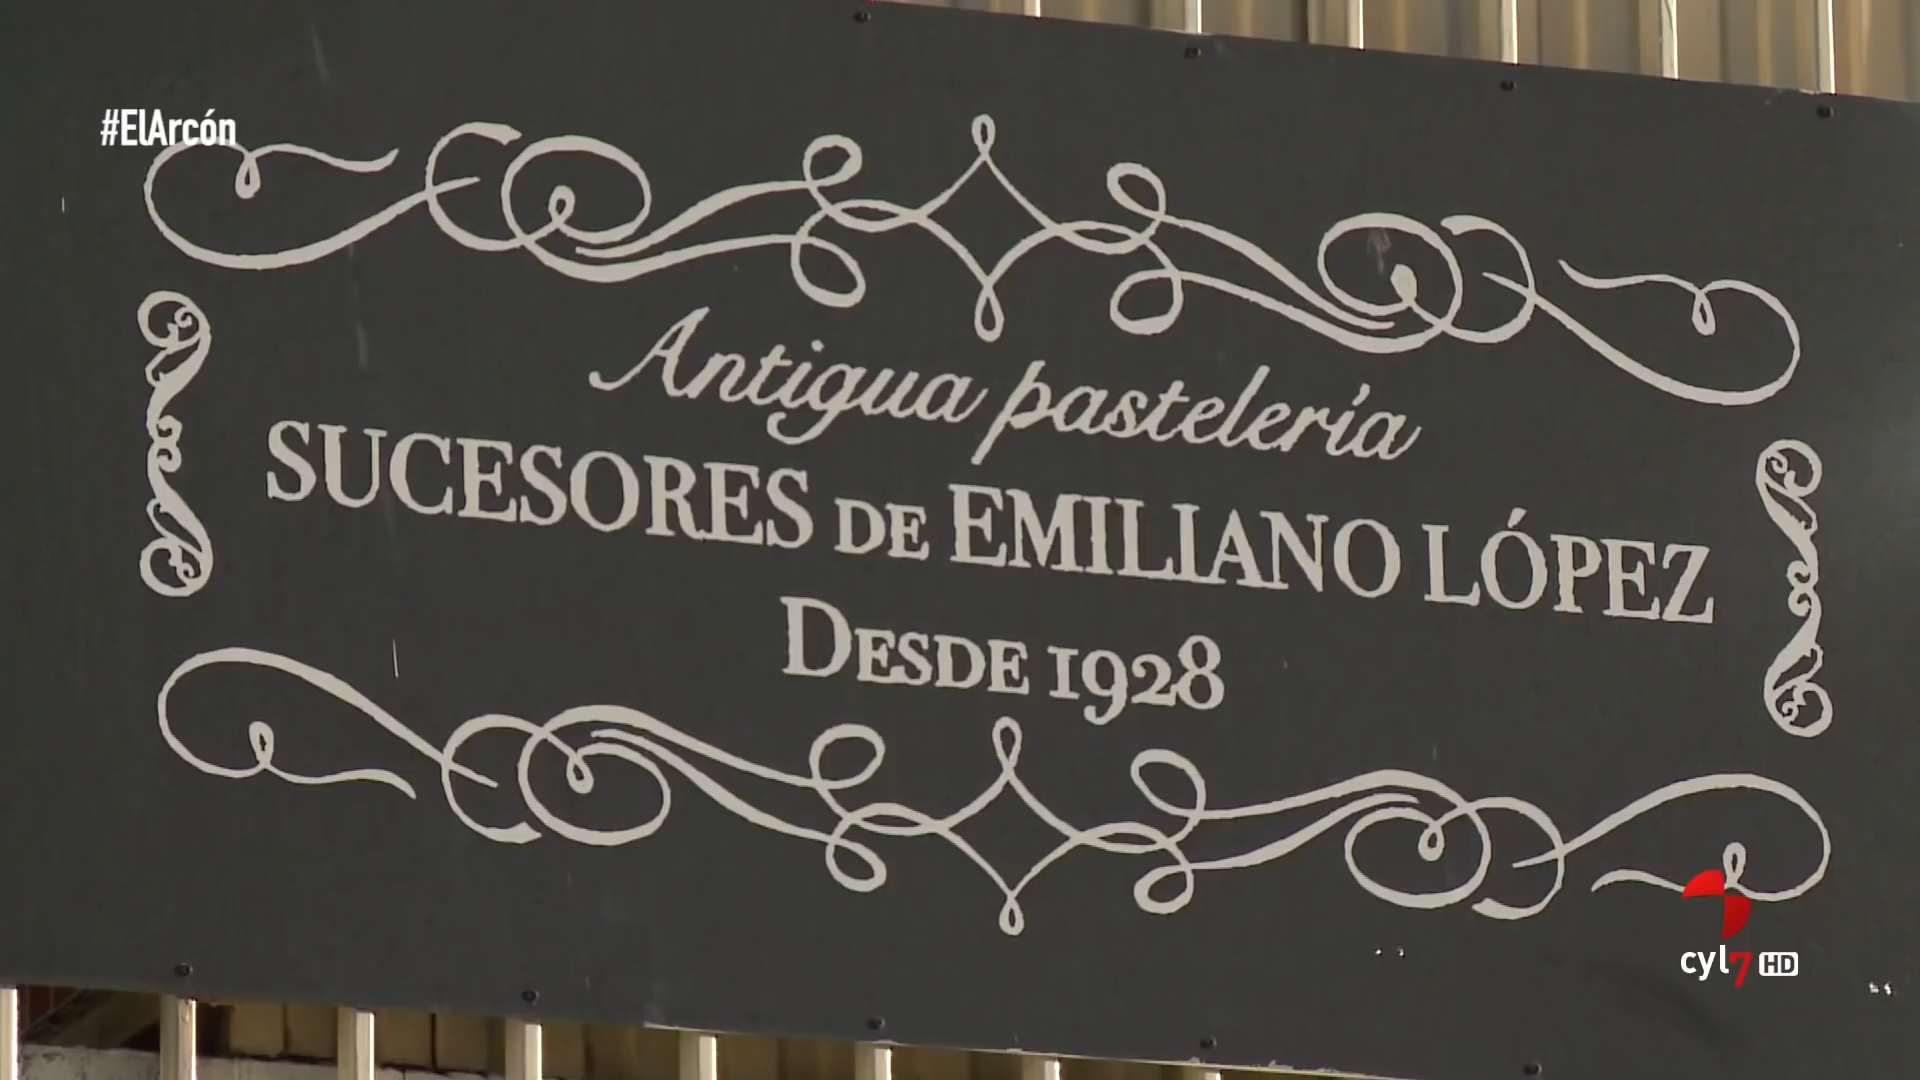 #ElArcón
Antigua pastelería
SUCESORES DE EMILIANO LÓPEZ
DESDE 1928
cyl7 HD